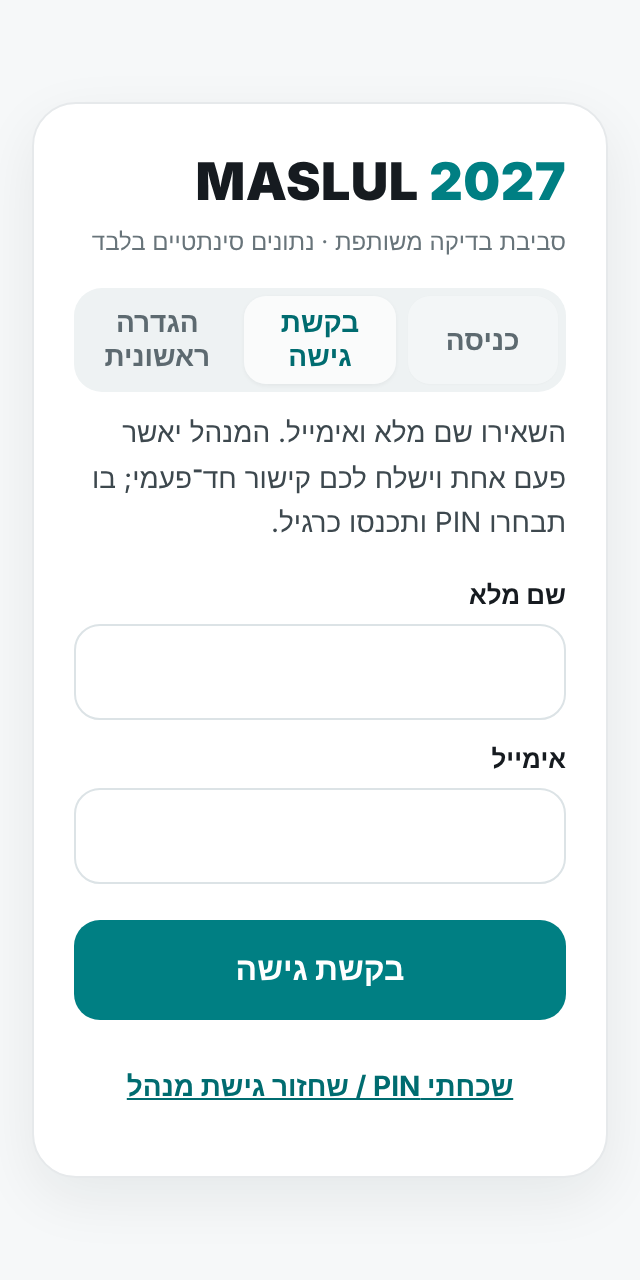 MASLUL 2027
סביבת בדיקה משותפת · נתונים סינתטיים בלבד
כניסה
בקשת
גישה
הגדרה
ראשונית
השאירו שם מלא ואימייל. המנהל יאשר
פעם אחת וישלח לכם קישור חד־פעמי; בו
תבחרו PIN ותכנסו כרגיל.
שם מלא
אימייל
בקשת גישה
שכחתי PIN / שחזור גישת מנהל